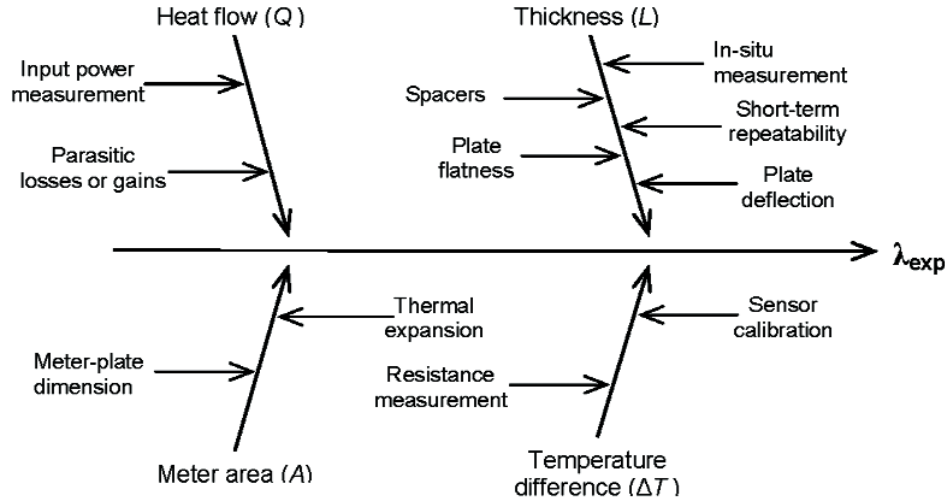 Heat flow (Q)
Thickness (L)
Input power
measurement
In-situ
measurement
Spacers
Short-term
repeatability
Parasitic
losses or gains
Plate
flatness
Plate
deflection
λexp
Thermal
expansion
Sensor
calibration
Meter-plate
dimension
Resistance
measurement
Meter area (A)
Temperature
difference (ΔT)